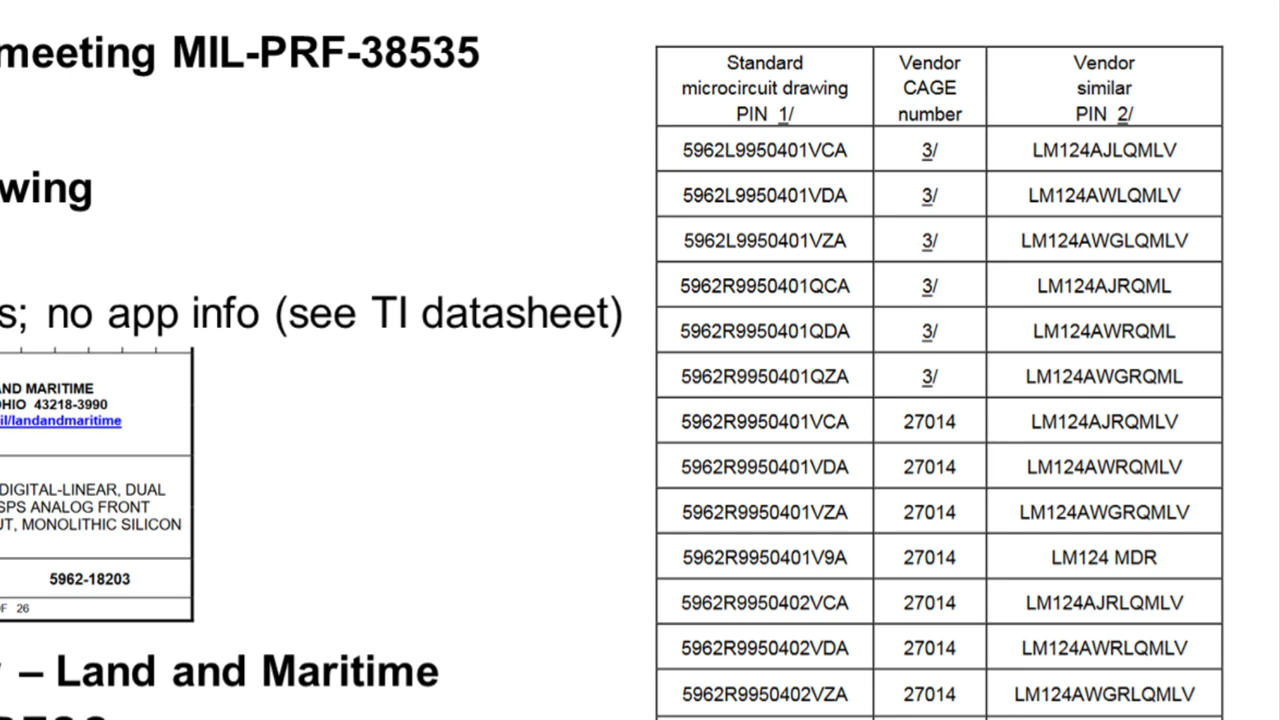 meeting MIL-PRF-38535
wing
s; no app info (see TI datasheet)
AND MARITIME
OHIO 43218-3990
il/landandmaritime
DIGITAL-LINEAR, DUAL
SPS ANALOG FRONT
UT, MONOLITHIC SILICON
5962-18203
OF 26
– Land and Maritime
Standard microcircuit drawing PIN 1/ Vendor CAGE number Vendor similar PIN 2/
5962L9950401VCA 3/ LM124AJLQMLV
5962L9950401VDA 3/ LM124AWLQMLV
5962L9950401VZA 3/ LM124AWGLQMLV
5962R9950401QCA 3/ LM124AJRQML
5962R9950401QDA 3/ LM124AWRQML
5962R9950401QZA 3/ LM124AWGRQML
5962R9950401VCA 27014 LM124AJRQMLV
5962R9950401VDA 27014 LM124AWRQMLV
5962R9950401VZA 27014 LM124AWGRQMLV
5962R9950401V9A 27014 LM124 MDR
5962R9950402VCA 27014 LM124AJRLQMLV
5962R9950402VDA 27014 LM124AWRLQMLV
5962R9950402VZA 27014 LM124AWGRLQMLV